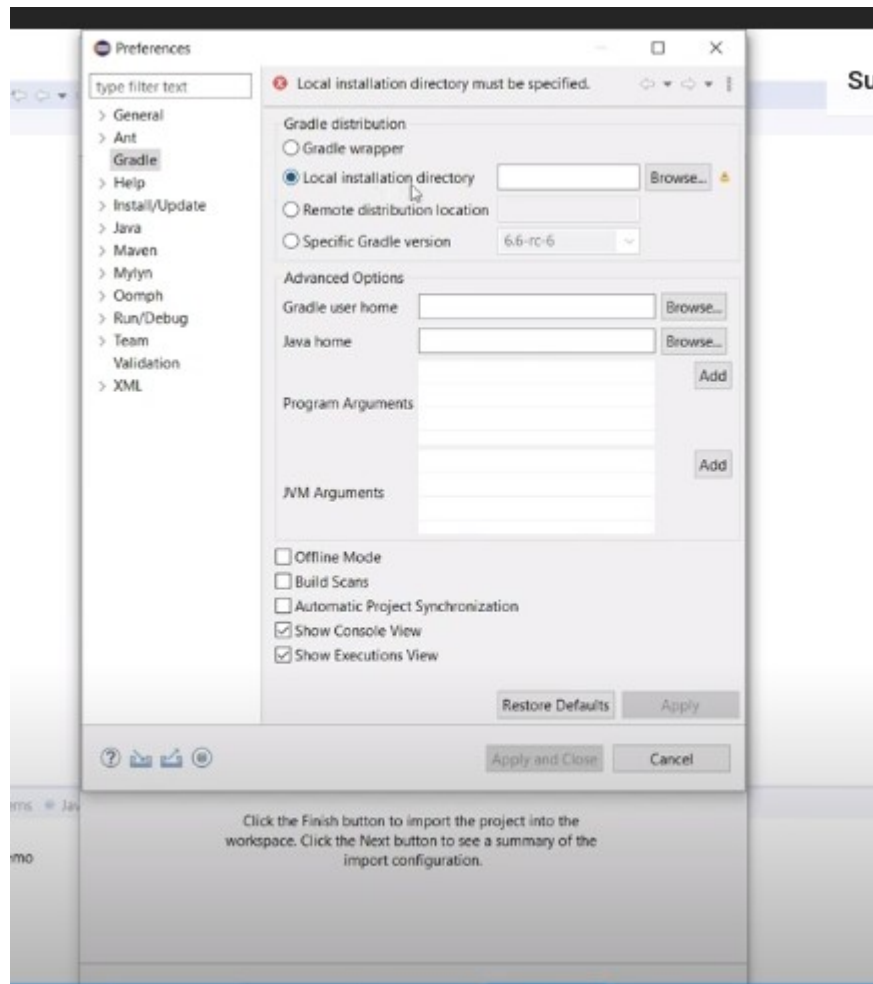 Preferences
type filter text
Local installation directory must be specified.
Su
General
Ant
Gradle
Help
Install/Update
Java
Maven
Mylyn
Oomph
Run/Debug
Team
Validation
XML
Gradle distribution
Gradle wrapper
Local installation directory
Browse...
Remote distribution location
Specific Gradle version
6.6-rc-6
Advanced Options
Gradle user home
Browse...
Java home
Browse...
Add
Program Arguments
Add
JVM Arguments
Offline Mode
Build Scans
Automatic Project Synchronization
Show Console View
Show Executions View
Restore Defaults
Apply
Apply and Close
Cancel
ems
Jav
Click the Finish button to import the project into the
workspace. Click the Next button to see a summary of the
import configuration.
mo